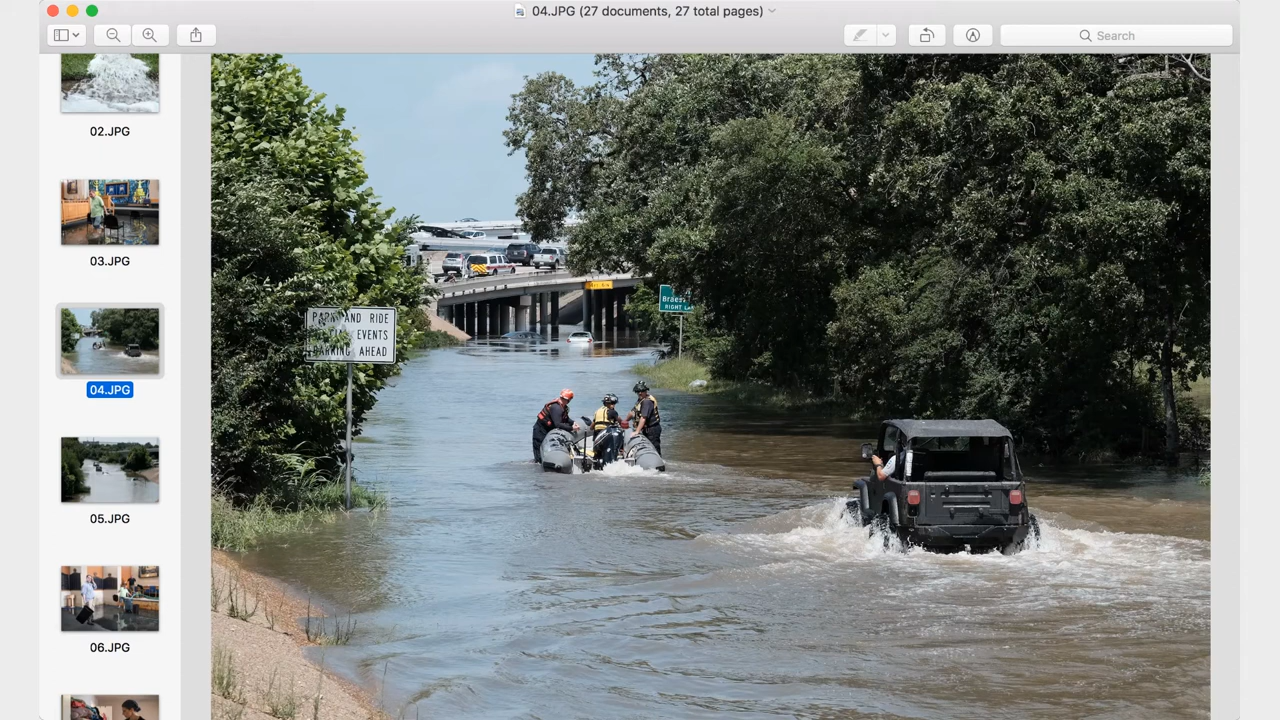 04.JPG (27 documents, 27 total pages)
Search
02.JPG
03.JPG
04.JPG
05.JPG
06.JPG
PARK AND RIDE
EVENTS
PARKING AHEAD
RIGHT